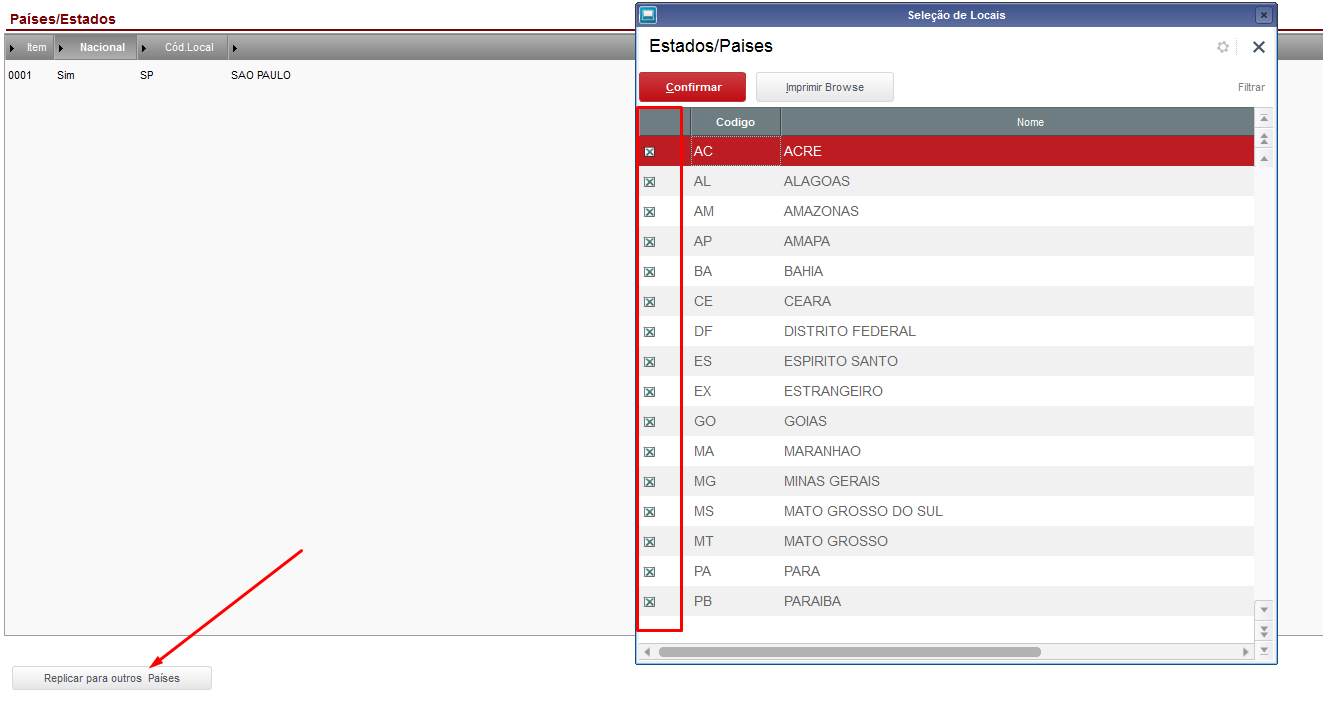 Países/Estados
Item Nacional Cód.Local
0001 Sim SP SAO PAULO
Replicar para outros Países
Seleção de Locais
Estados/Paises
Confirmar Imprimir Browse Filtrar
Codigo Nome
AC ACRE
AL ALAGOAS
AM AMAZONAS
AP AMAPA
BA BAHIA
CE CEARA
DF DISTRITO FEDERAL
ES ESPIRITO SANTO
EX ESTRANGEIRO
GO GOIAS
MA MARANHAO
MG MINAS GERAIS
MS MATO GROSSO DO SUL
MT MATO GROSSO
PA PARA
PB PARAIBA